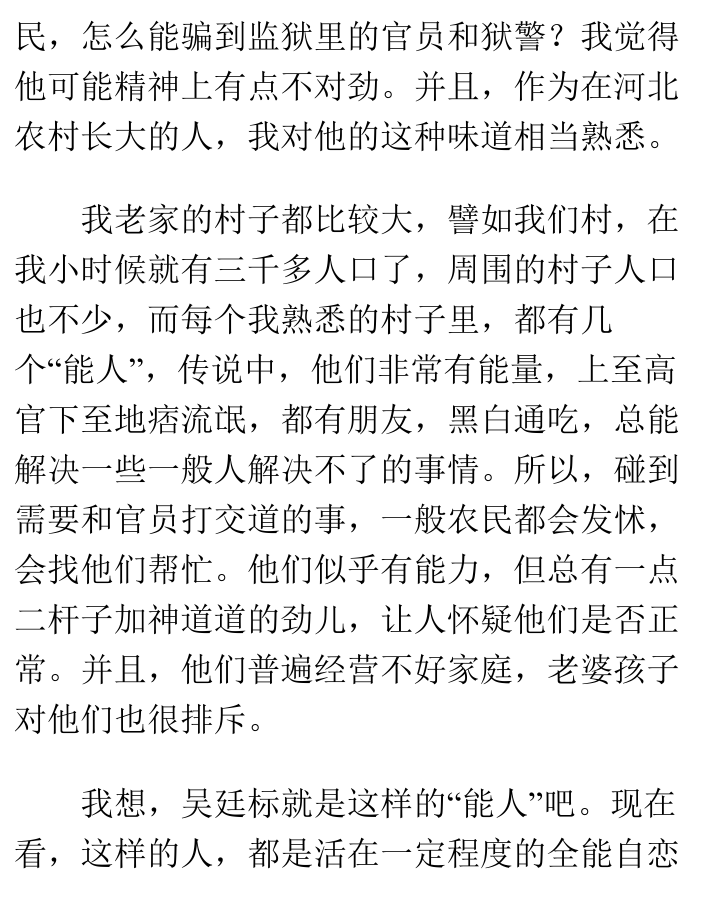 民，怎么能骗到监狱里的官员和狱警？我觉得
他可能精神上有点不对劲。并且，作为在河北
农村长大的人，我对他的这种味道相当熟悉。
我老家的村子都比较大，譬如我们村，在
我小时候就有三千多人口了，周围的村子人口
也不少，而每个我熟悉的村子里，都有几
个“能人”，传说中，他们非常有能量，上至高
官下至地痞流氓，都有朋友，黑白通吃，总能
解决一些一般人解决不了的事情。所以，碰到
需要和官员打交道的事，一般农民都会发怵，
会找他们帮忙。他们似乎有能力，但总有一点
二杆子加神道道的劲儿，让人怀疑他们是否正
常。并且，他们普遍经营不好家庭，老婆孩子
对他们也很排斥。
我想，吴廷标就是这样的“能人”吧。现在
看，这样的人，都是活在一定程度的全能自恋